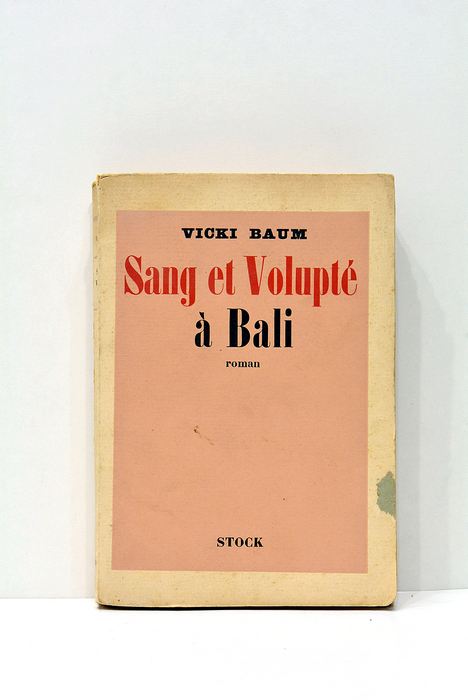 VICKI BAUM
Sang et Volupté
à Bali
roman
STOCK